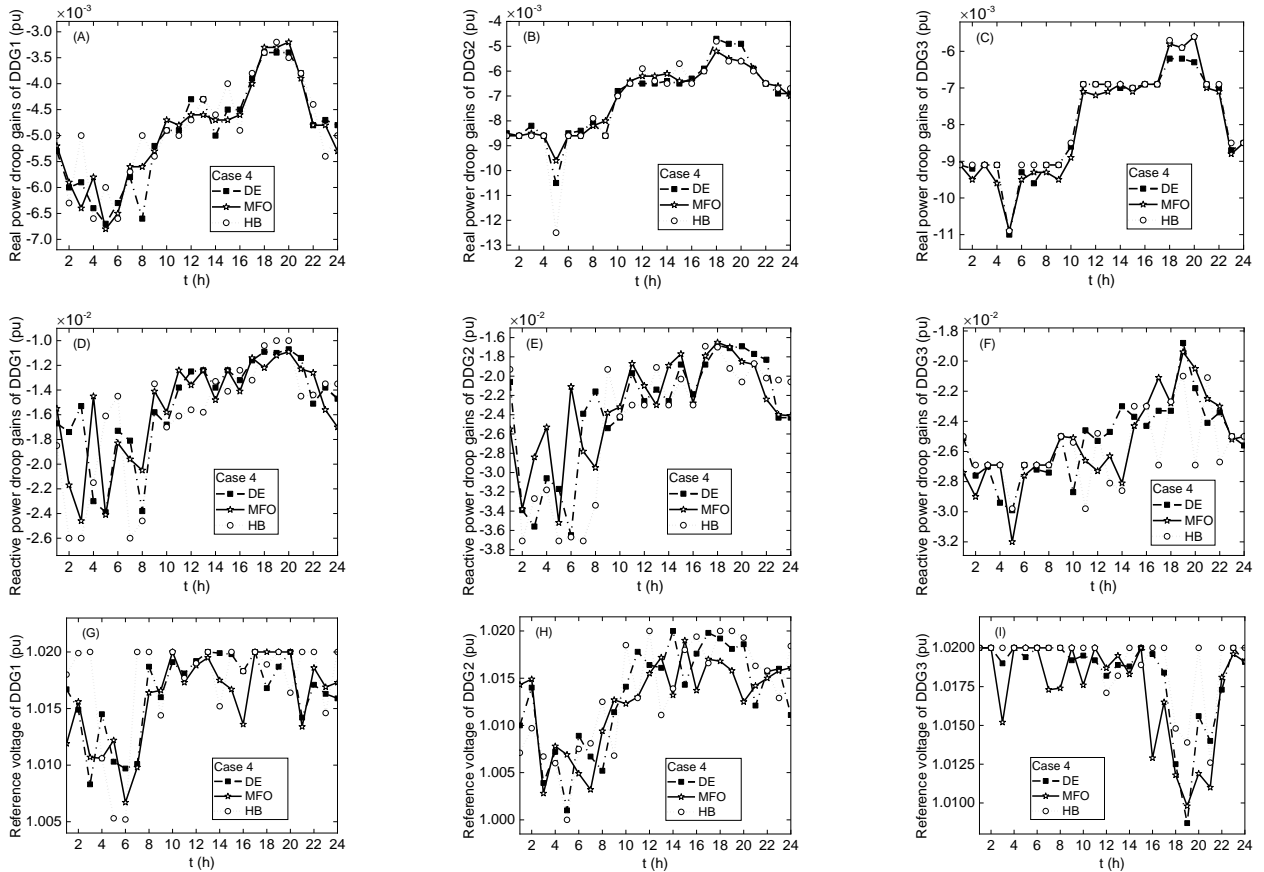 ×10⁻³
(A)
Real power droop gains of DDG1 (pu)
-3.0
-3.5
-4.0
-4.5
-5.0
-5.5
-6.0
-6.5
-7.0
Case 4
DE
MFO
HB
2 4 6 8 10 12 14 16 18 20 22 24
t (h)
×10⁻³
(B)
Real power droop gains of DDG2 (pu)
-4
-5
-6
-7
-8
-9
-10
-11
-12
-13
Case 4
DE
MFO
HB
2 4 6 8 10 12 14 16 18 20 22 24
t (h)
×10⁻³
(C)
Real power droop gains of DDG3 (pu)
-6
-7
-8
-9
-10
-11
Case 4
DE
MFO
HB
2 4 6 8 10 12 14 16 18 20 22 24
t (h)
×10⁻²
(D)
Reactive power droop gains of DDG1 (pu)
-1.0
-1.2
-1.4
-1.6
-1.8
-2.0
-2.2
-2.4
-2.6
Case 4
DE
MFO
HB
2 4 6 8 10 12 14 16 18 20 22 24
t (h)
×10⁻²
(E)
Reactive power droop gains of DDG2 (pu)
-1.6
-1.8
-2.0
-2.2
-2.4
-2.6
-2.8
-3.0
-3.2
-3.4
-3.6
-3.8
Case 4
DE
MFO
HB
2 4 6 8 10 12 14 16 18 20 22 24
t (h)
×10⁻²
(F)
Reactive power droop gains of DDG3 (pu)
-1.8
-2.0
-2.2
-2.4
-2.6
-2.8
-3.0
-3.2
Case 4
DE
MFO
HB
2 4 6 8 10 12 14 16 18 20 22 24
t (h)
(G)
Reference voltage of DDG1 (pu)
1.020
1.015
1.010
1.005
Case 4
DE
MFO
HB
2 4 6 8 10 12 14 16 18 20 22 24
t (h)
(H)
Reference voltage of DDG2 (pu)
1.020
1.015
1.010
1.005
1.000
Case 4
DE
MFO
HB
2 4 6 8 10 12 14 16 18 20 22 24
t (h)
(I)
Reference voltage of DDG3 (pu)
1.0200
1.0175
1.0150
1.0125
1.0100
Case 4
DE
MFO
HB
2 4 6 8 10 12 14 16 18 20 22 24
t (h)